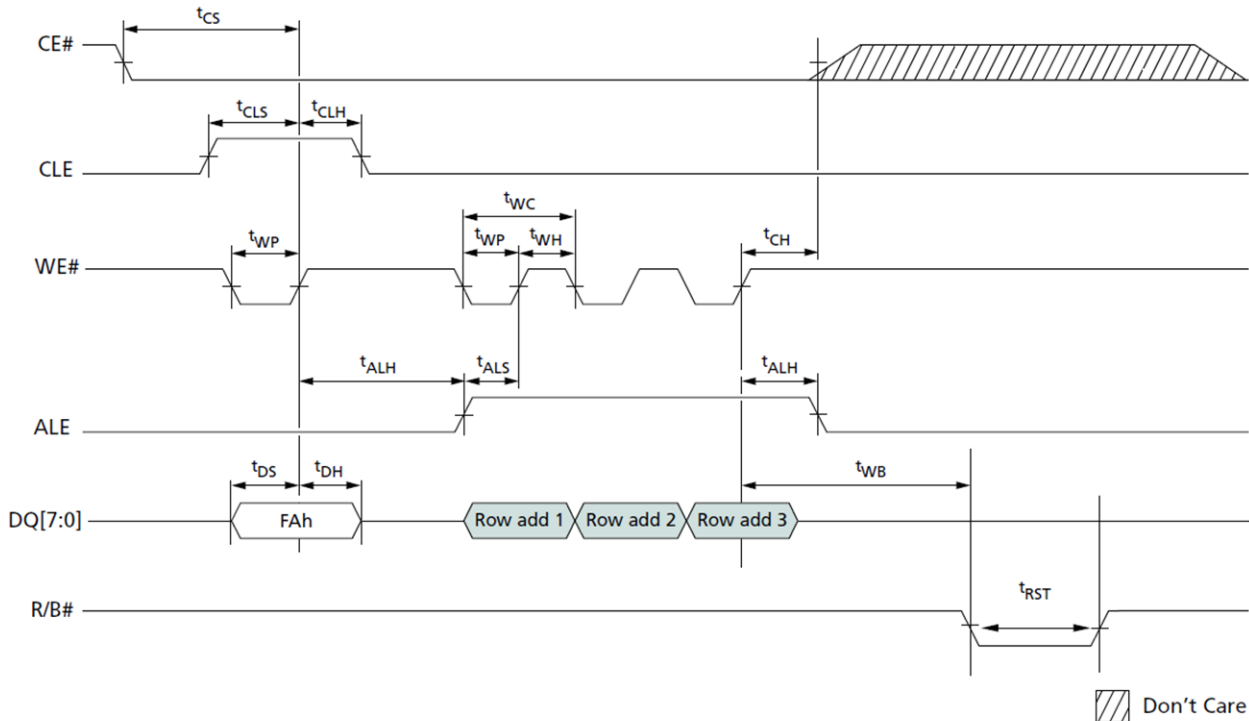 tCS
CE#
tCLS tCLH
CLE
tWC
tWP tWP tWH tCH
WE#
tALH tALS tALH
ALE
tDS tDH tWB
DQ[7:0] FAh Row add 1 Row add 2 Row add 3
tRST
R/B#
Don't Care